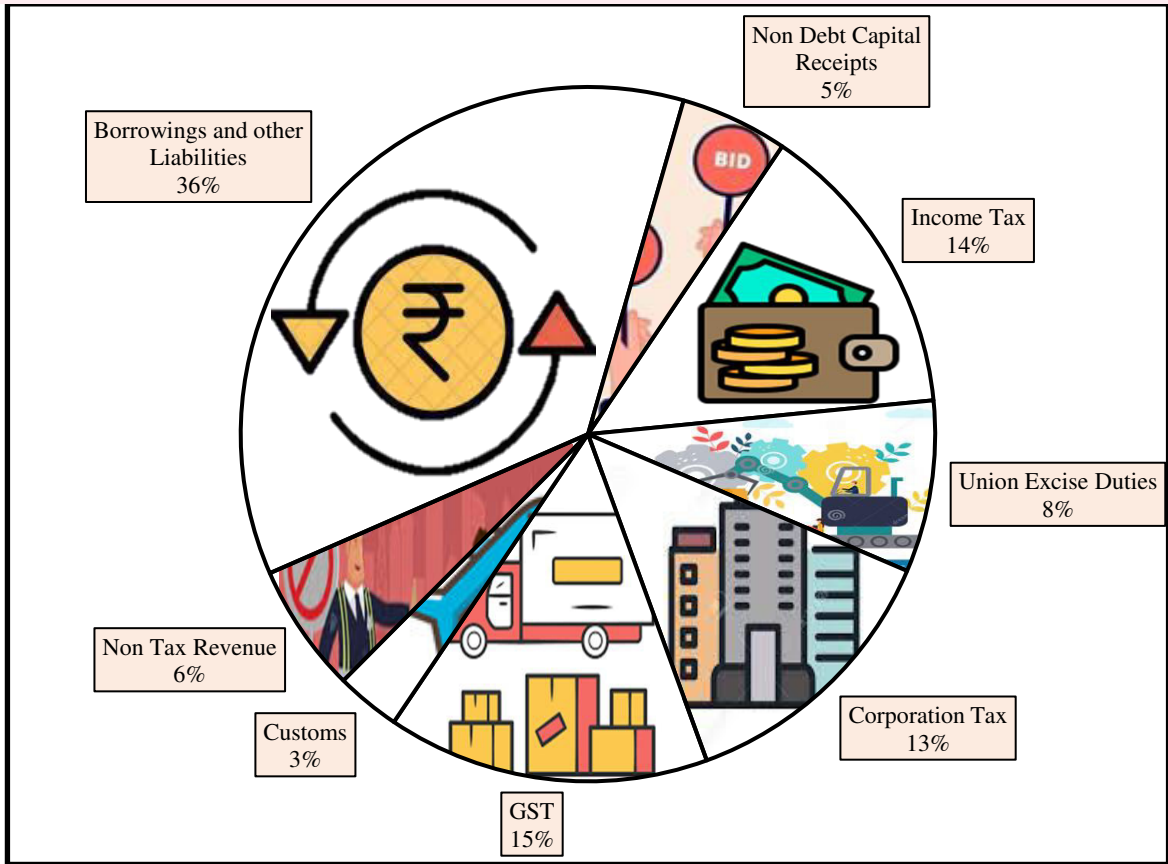 Non Debt Capital
Receipts
5%
Borrowings and other
Liabilities
36%
BID
Income Tax
14%
₹
Union Excise Duties
8%
Non Tax Revenue
6%
Corporation Tax
13%
Customs
3%
GST
15%